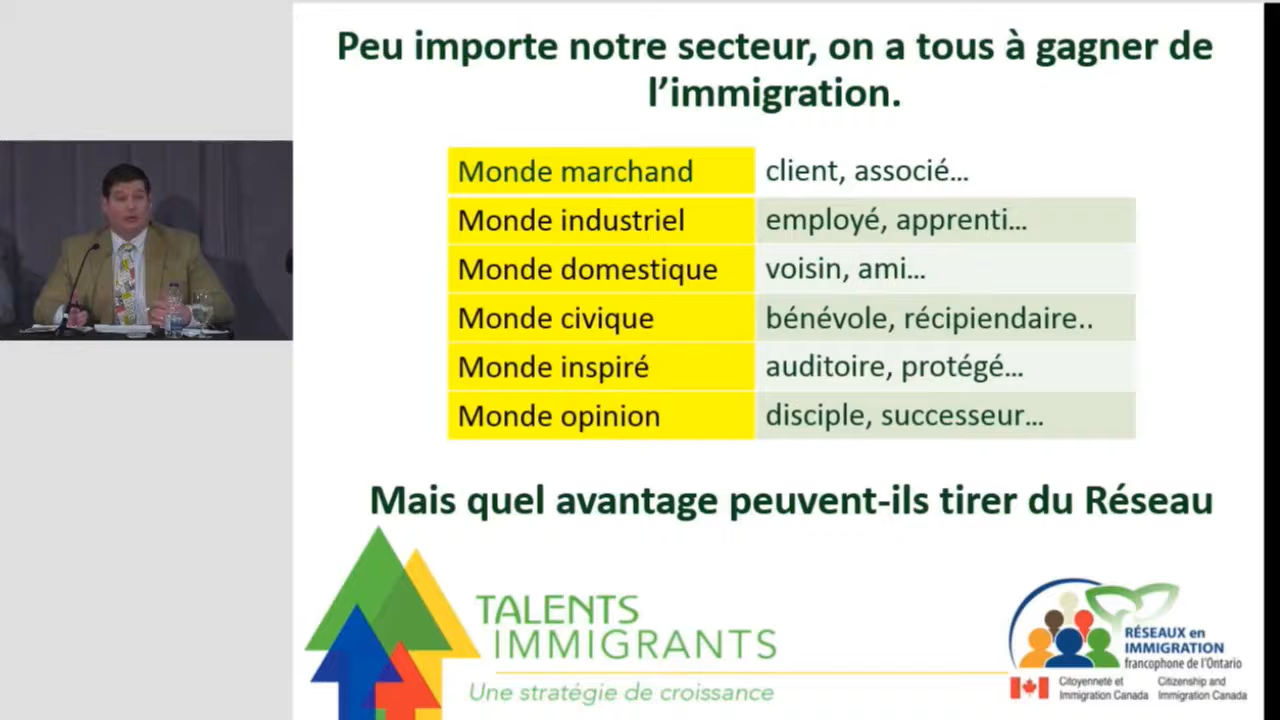 Peu importe notre secteur, on a tous à gagner de
l’immigration.
Monde marchand client, associé…
Monde industriel employé, apprenti…
Monde domestique voisin, ami…
Monde civique bénévole, récipiendaire..
Monde inspiré auditoire, protégé…
Monde opinion disciple, successeur…
Mais quel avantage peuvent-ils tirer du Réseau
TALENTS
IMMIGRANTS
Une stratégie de croissance
RÉSEAUX en
IMMIGRATION
francophone de l'Ontario
Citoyenneté et Citizenship and
Immigration Canada Immigration Canada